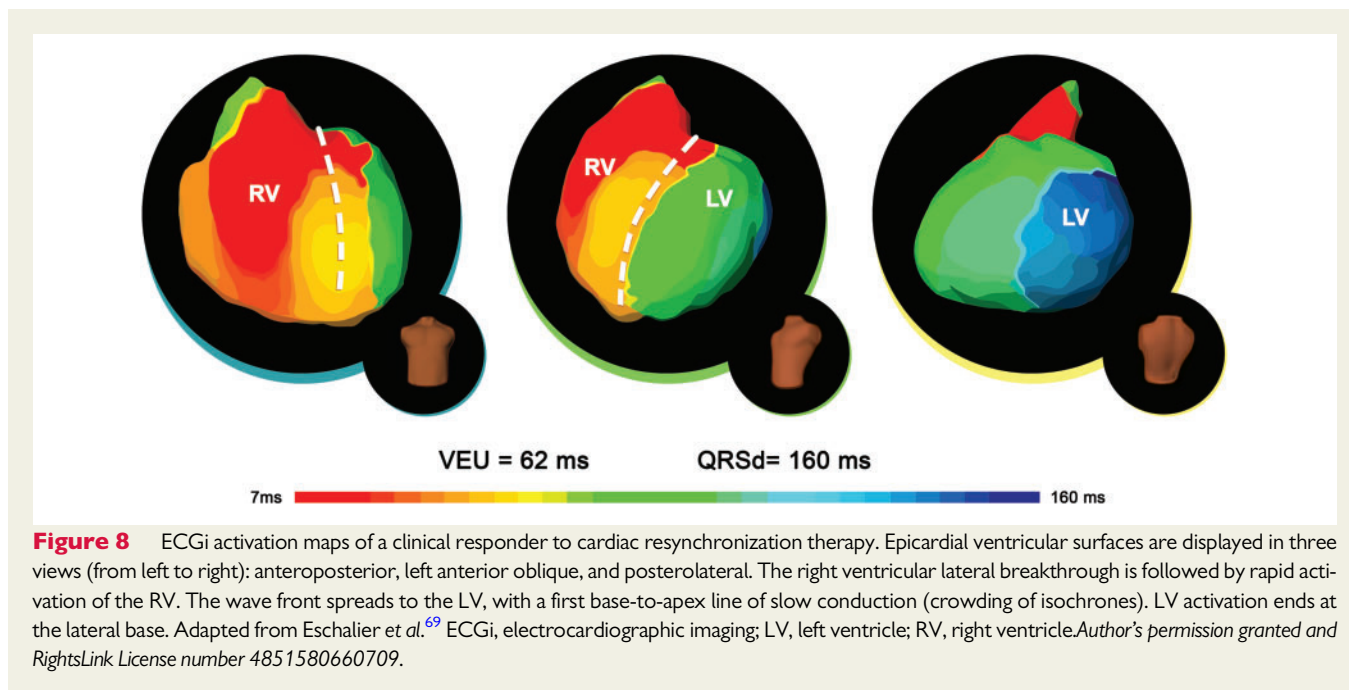 RV
RV
LV
LV
VEU = 62 ms QRSd= 160 ms
7ms 160 ms
Figure 8 ECGi activation maps of a clinical responder to cardiac resynchronization therapy. Epicardial ventricular surfaces are displayed in three
views (from left to right): anteroposterior, left anterior oblique, and posterolateral. The right ventricular lateral breakthrough is followed by rapid acti-
vation of the RV. The wave front spreads to the LV, with a first base-to-apex line of slow conduction (crowding of isochrones). LV activation ends at
the lateral base. Adapted from Eschalier et al.69 ECGi, electrocardiographic imaging; LV, left ventricle; RV, right ventricle.Author's permission granted and
RightsLink License number 4851580660709.